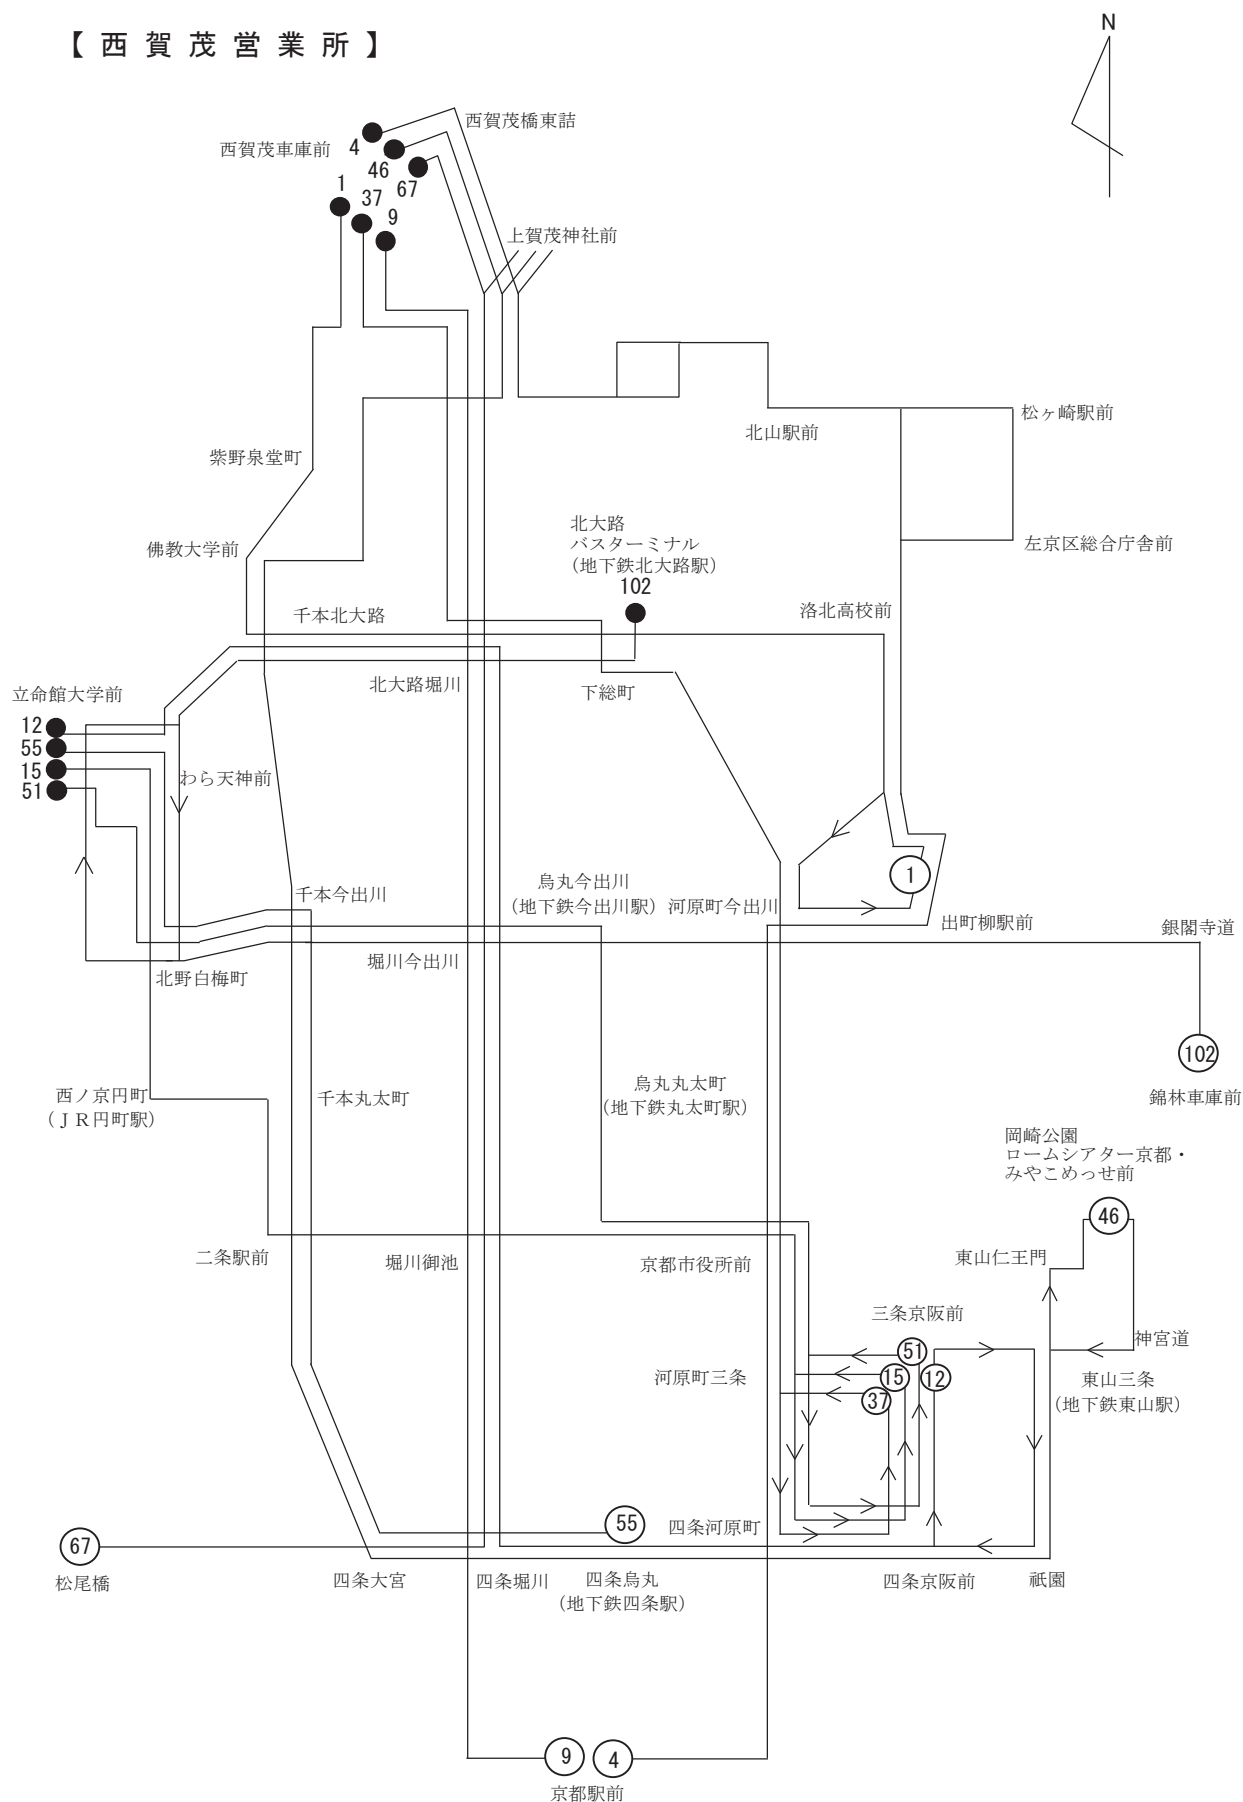 【西賀茂営業所】
N
西賀茂橋東詰
西賀茂車庫前
4
46
67
1
37
9
上賀茂神社前
松ヶ崎駅前
北山駅前
紫野泉堂町
北大路
バスターミナル
(地下鉄北大路駅)
102
佛教大学前
左京区総合庁舎前
千本北大路
洛北高校前
北大路堀川
下総町
立命館大学前
12
55
15
51
わら天神前
1
千本今出川
烏丸今出川
(地下鉄今出川駅)
河原町今出川
出町柳駅前
銀閣寺道
堀川今出川
北野白梅町
102
錦林車庫前
西ノ京円町
(ＪＲ円町駅)
千本丸太町
烏丸丸太町
(地下鉄丸太町駅)
岡崎公園
ロームシアター京都・
みやこめっせ前
46
二条駅前
堀川御池
京都市役所前
東山仁王門
三条京阪前
神宮道
51
15
12
37
河原町三条
東山三条
(地下鉄東山駅)
55
四条河原町
67
松尾橋
四条大宮
四条堀川
四条烏丸
(地下鉄四条駅)
四条京阪前
祇園
9
4
京都駅前